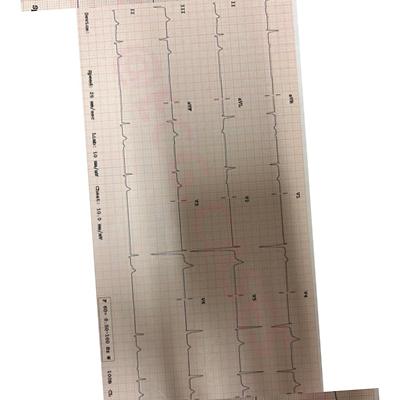 aVR V1 V4
II aVL V2 V5
III aVF V3 V6
II
Device: Speed: 25 mm/sec Limb: 10 mm/mV Chest: 10.0 mm/mV F 60~ 0.50-100 Hz W 100B CL